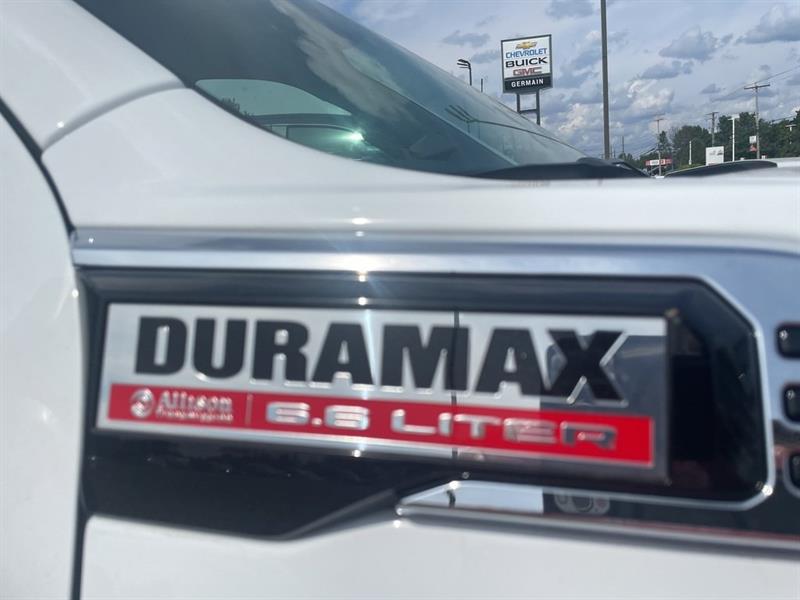 CHEVROLET
BUICK
GMC
GERMAIN
DURAMAX
Allison Transmission 6.6 LITER